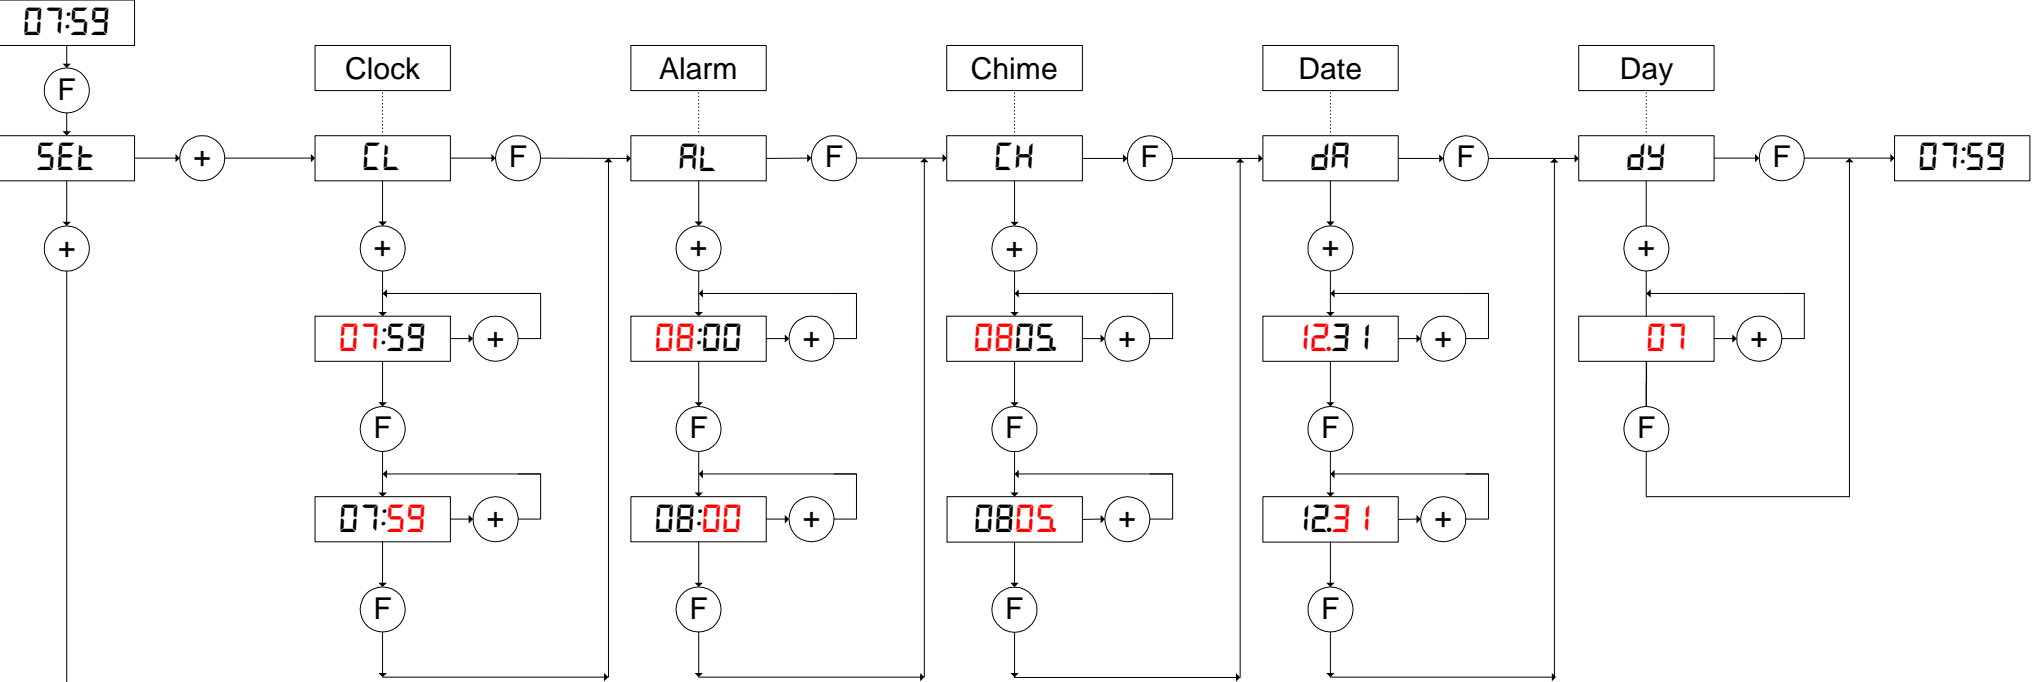 07:59
F
Clock Alarm Chime Date Day
SEt + CL F AL F CH F dA F dY F 07:59
+ + + + + +
07:59 + 08:00 + 0805. + 12.31 + 07 +
F F F F F
07:59 + 08:00 + 0805. + 12.31 +
F F F F